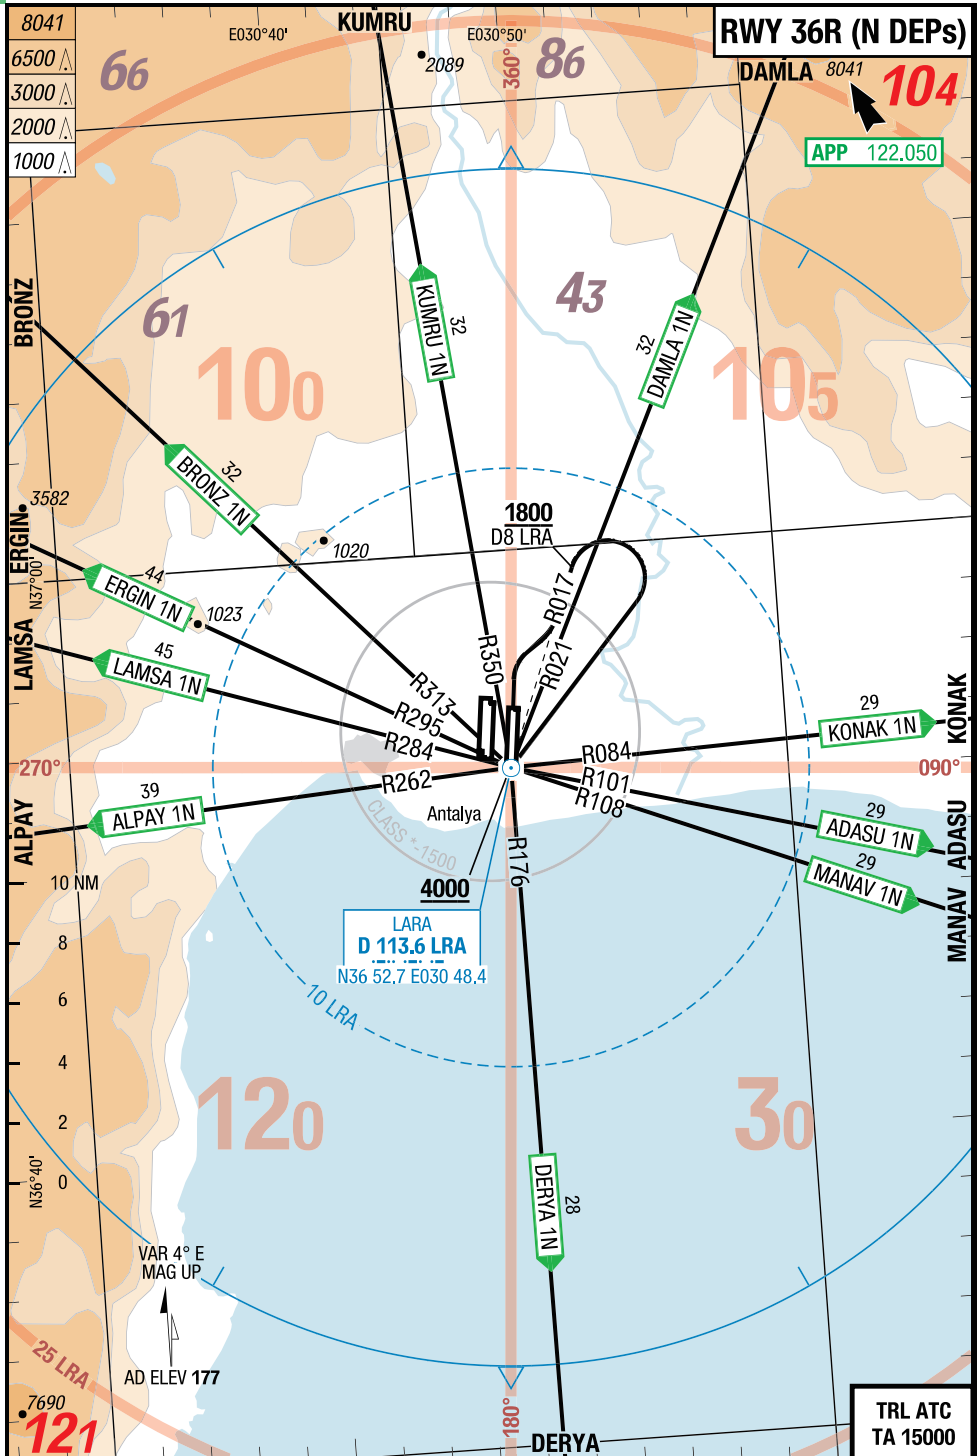 8041
6500
3000
2000
1000
KUMRU
E030°40'
E030°50'
RWY 36R (N DEPs)
66
2089
360°
86
DAMLA
8041
104
APP 122.050
BRONZ
61
KUMRU 1N
32
43
32
DAMLA 1N
100
105
32
BRONZ 1N
3582
ERGIN
N37°00'
1020
1800
D8 LRA
44
ERGIN 1N
1023
R017
R021
LAMSA
45
LAMSA 1N
R350
R313
R295
R284
KONAK
29
KONAK 1N
270°
R262
R084
R101
R108
090°
ALPAY
39
ALPAY 1N
Antalya
CLASS *-1500
R176
29
ADASU 1N
ADASU
29
MANAV 1N
MANAV
10 NM
8
6
4
2
0
4000
LARA
D 113.6 LRA
N36 52.7 E030 48.4
10 LRA
120
30
N36°40'
DERYA 1N
28
VAR 4° E
MAG UP
AD ELEV 177
25 LRA
7690
121
180°
DERYA
TRL ATC
TA 15000